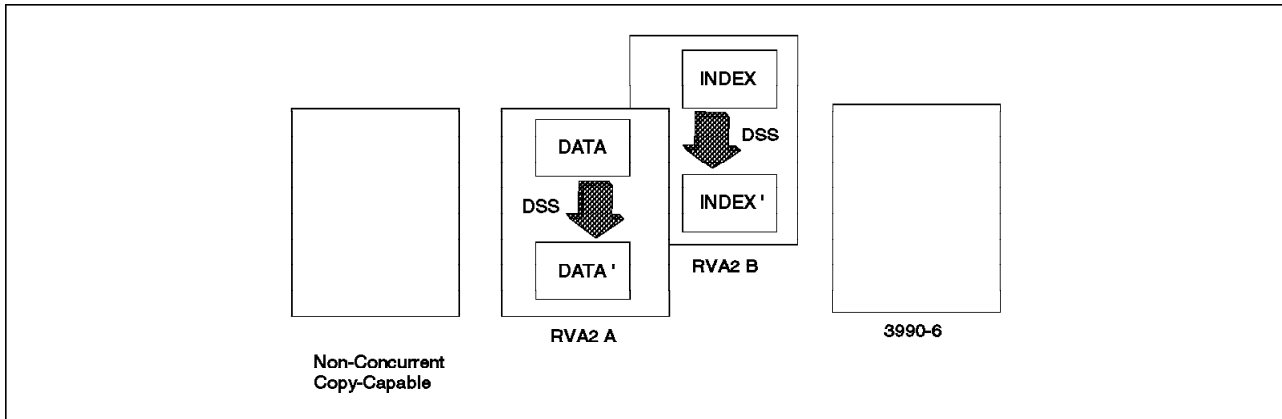 INDEX
DATA
DSS
DSS
INDEX '
DATA '
RVA2 B
RVA2 A
3990-6
Non-Concurrent
Copy-Capable